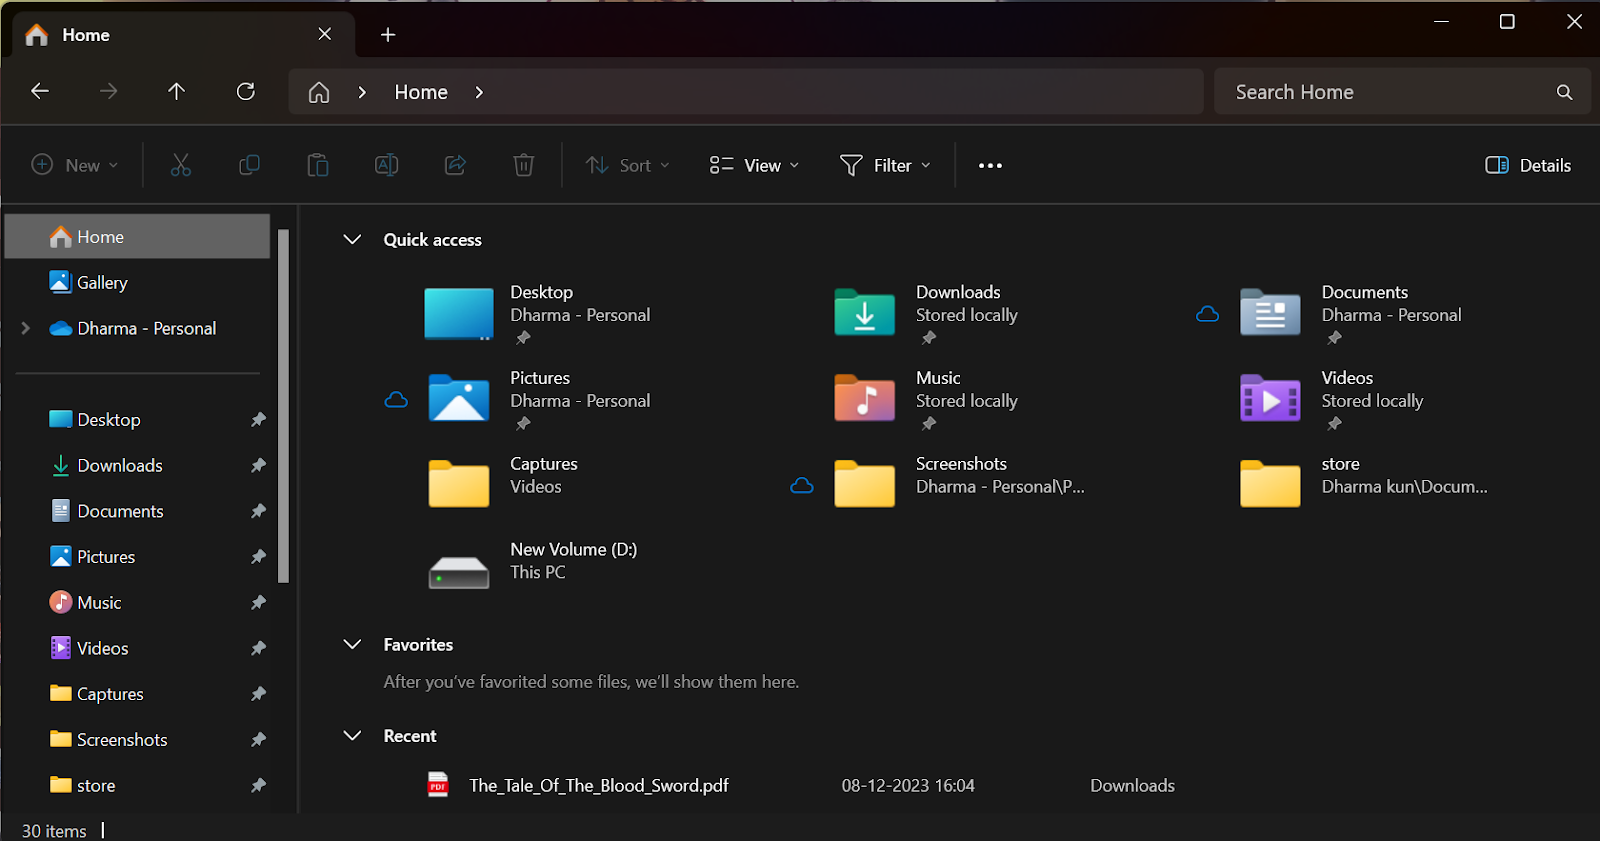 Home
Home
Search Home
New
Sort
View
Filter
Details
Home
Gallery
Dharma - Personal
Desktop
Downloads
Documents
Pictures
Music
Videos
Captures
Screenshots
store
Quick access
Desktop
Dharma - Personal
Downloads
Stored locally
Documents
Dharma - Personal
Pictures
Dharma - Personal
Music
Stored locally
Videos
Stored locally
Captures
Videos
Screenshots
Dharma - Personal\P...
store
Dharma kun\Docum...
New Volume (D:)
This PC
Favorites
After you've favorited some files, we'll show them here.
Recent
PDF
The_Tale_Of_The_Blood_Sword.pdf 08-12-2023 16:04 Downloads
30 items